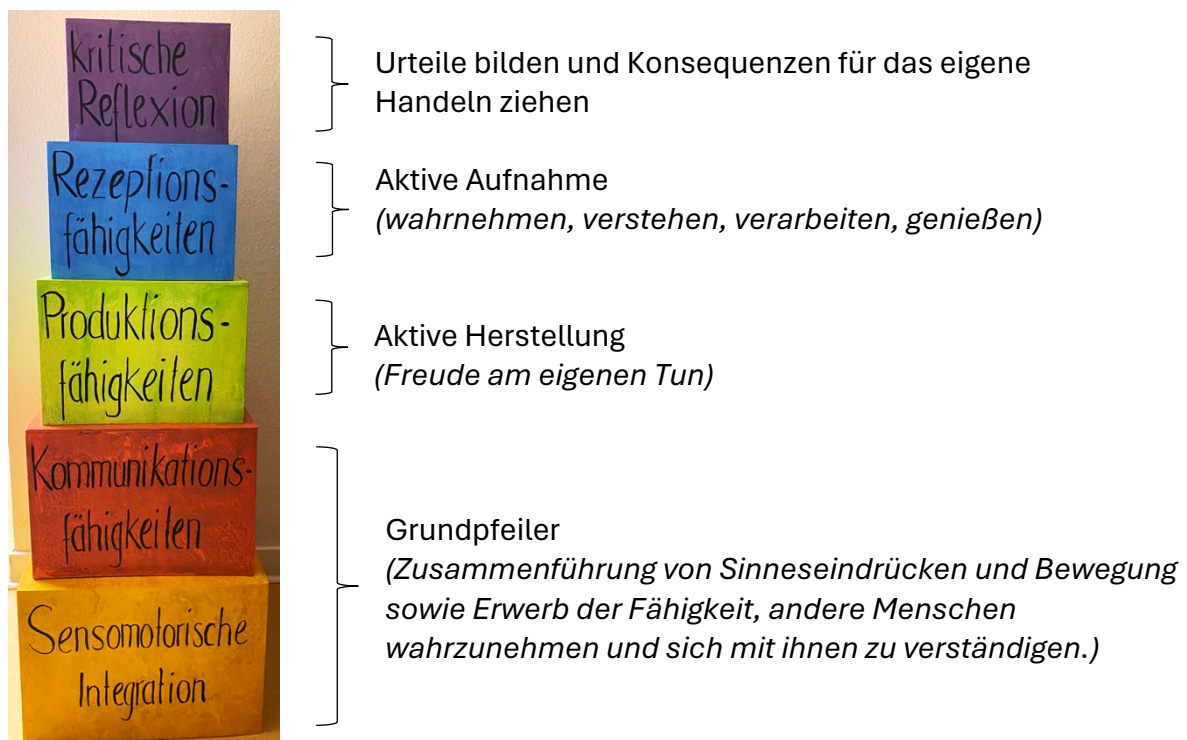 kritische
Reflexion
Urteile bilden und Konsequenzen für das eigene
Handeln ziehen
Rezeptions-
fähigkeiten
Aktive Aufnahme
(wahrnehmen, verstehen, verarbeiten, genießen)
Produktions-
fähigkeiten
Aktive Herstellung
(Freude am eigenen Tun)
Kommunikations-
fähigkeiten
Sensomotorische
Integration
Grundpfeiler
(Zusammenführung von Sinneseindrücken und Bewegung
sowie Erwerb der Fähigkeit, andere Menschen
wahrzunehmen und sich mit ihnen zu verständigen.)